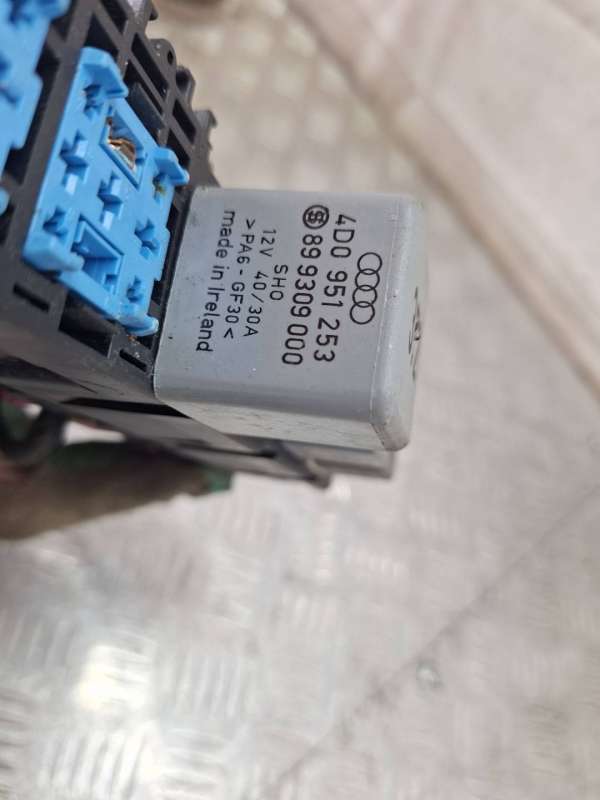 4D0 951 253
89 9309 000
SHO
12V 40/30A
>PA6-GF30<
made in Ireland